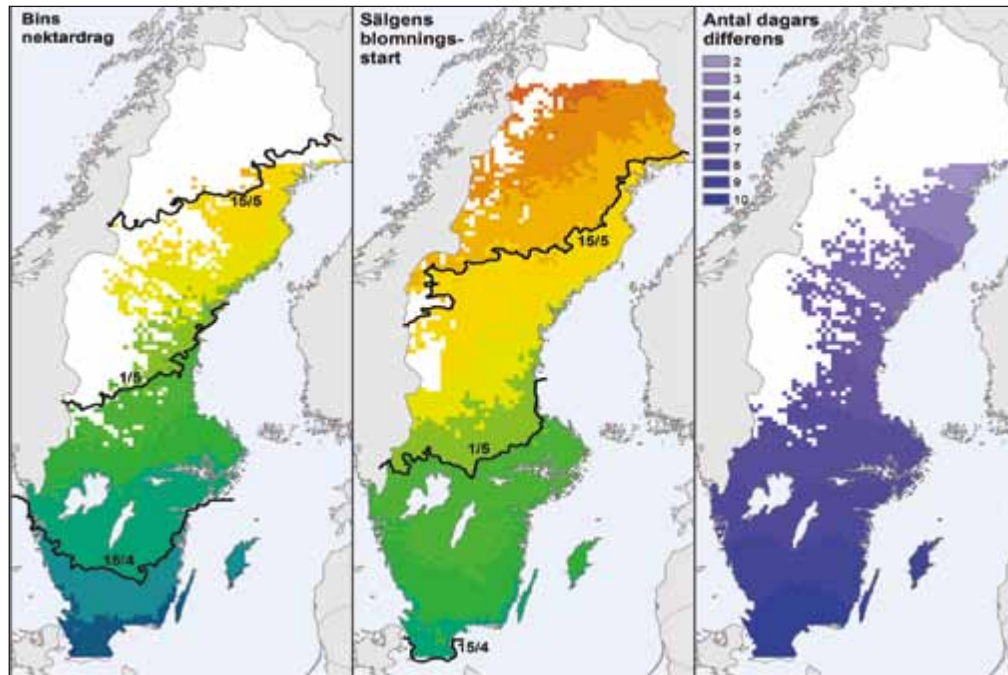 Bins
nektardrag
15/5
1/5
15/4
Sälgens
blomnings-
start
15/5
1/5
15/4
Antal dagars
differens
2
3
4
5
6
7
8
9
10